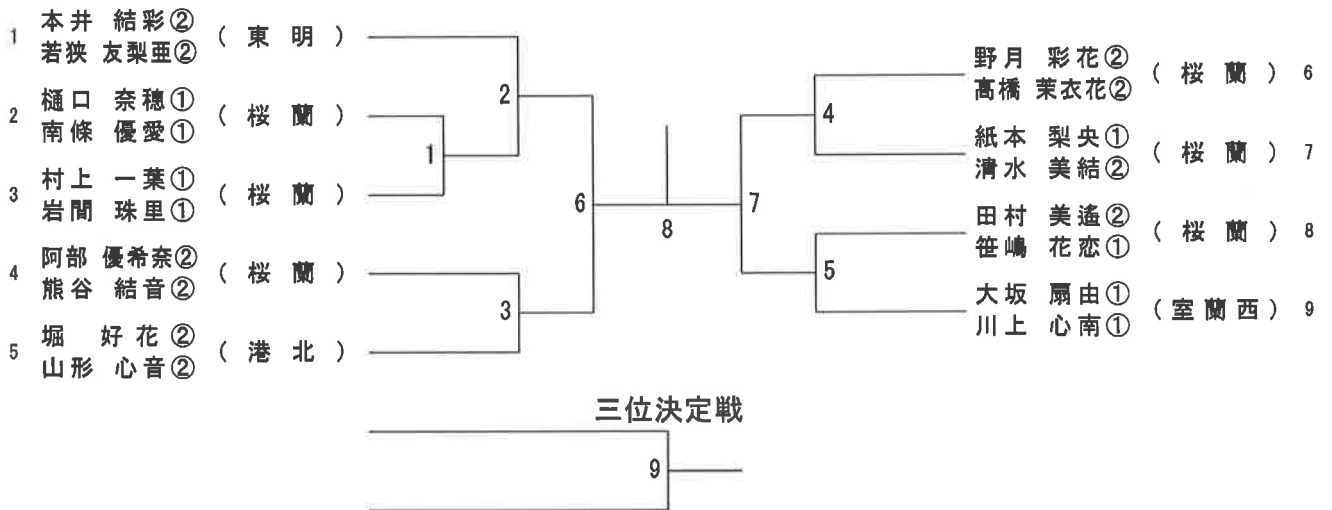 1 本井 結彩② (東明)
若狭 友梨亜②
2 樋口 奈穂① (桜蘭)
南條 優愛①
3 村上 一葉① (桜蘭)
岩間 珠里①
4 阿部 優希奈② (桜蘭)
熊谷 結音②
5 堀 好花② (港北)
山形 心音②
1
2
3
6
8
7
4
5
野月 彩花② (桜蘭) 6
髙橋 茉衣花②
紙本 梨央① (桜蘭) 7
清水 美結②
田村 美遙② (桜蘭) 8
笹嶋 花恋①
大坂 扇由① (室蘭西) 9
川上 心南①
三位決定戦
9